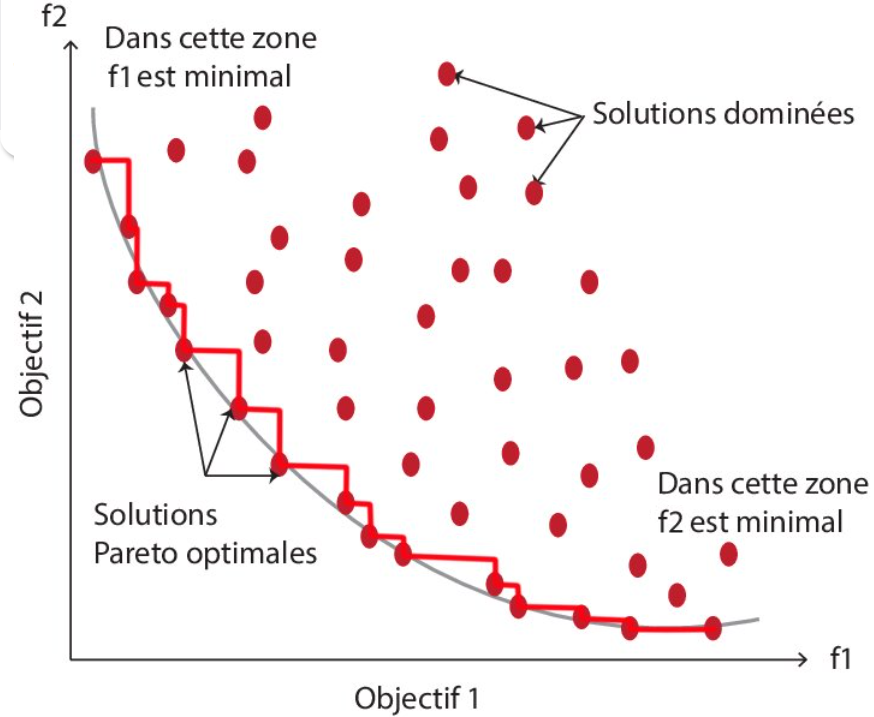 f2
Dans cette zone
f1 est minimal
Solutions dominées
Objectif 2
Dans cette zone
f2 est minimal
Solutions
Pareto optimales
f1
Objectif 1